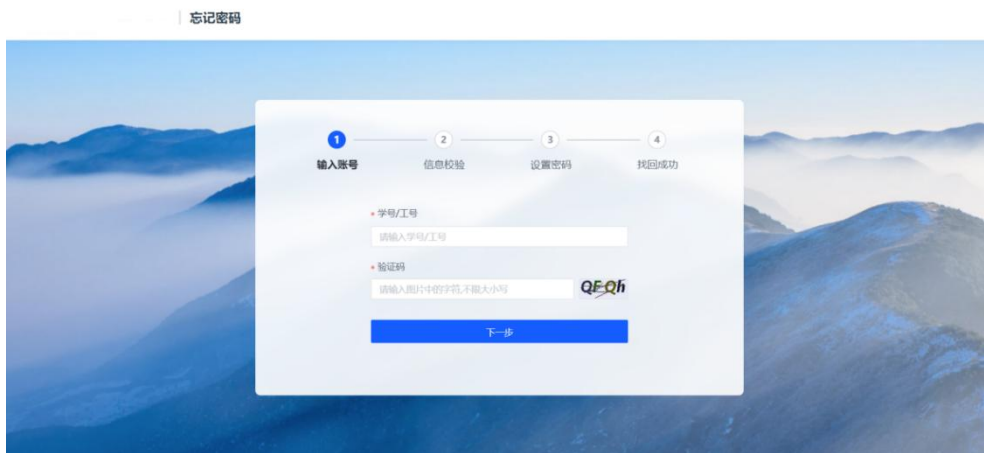 忘记密码
1 2 3 4
输入账号 信息校验 设置密码 找回成功
* 学号/工号
请输入学号/工号
* 验证码
请输入图片中的字符,不限大小写
下一步